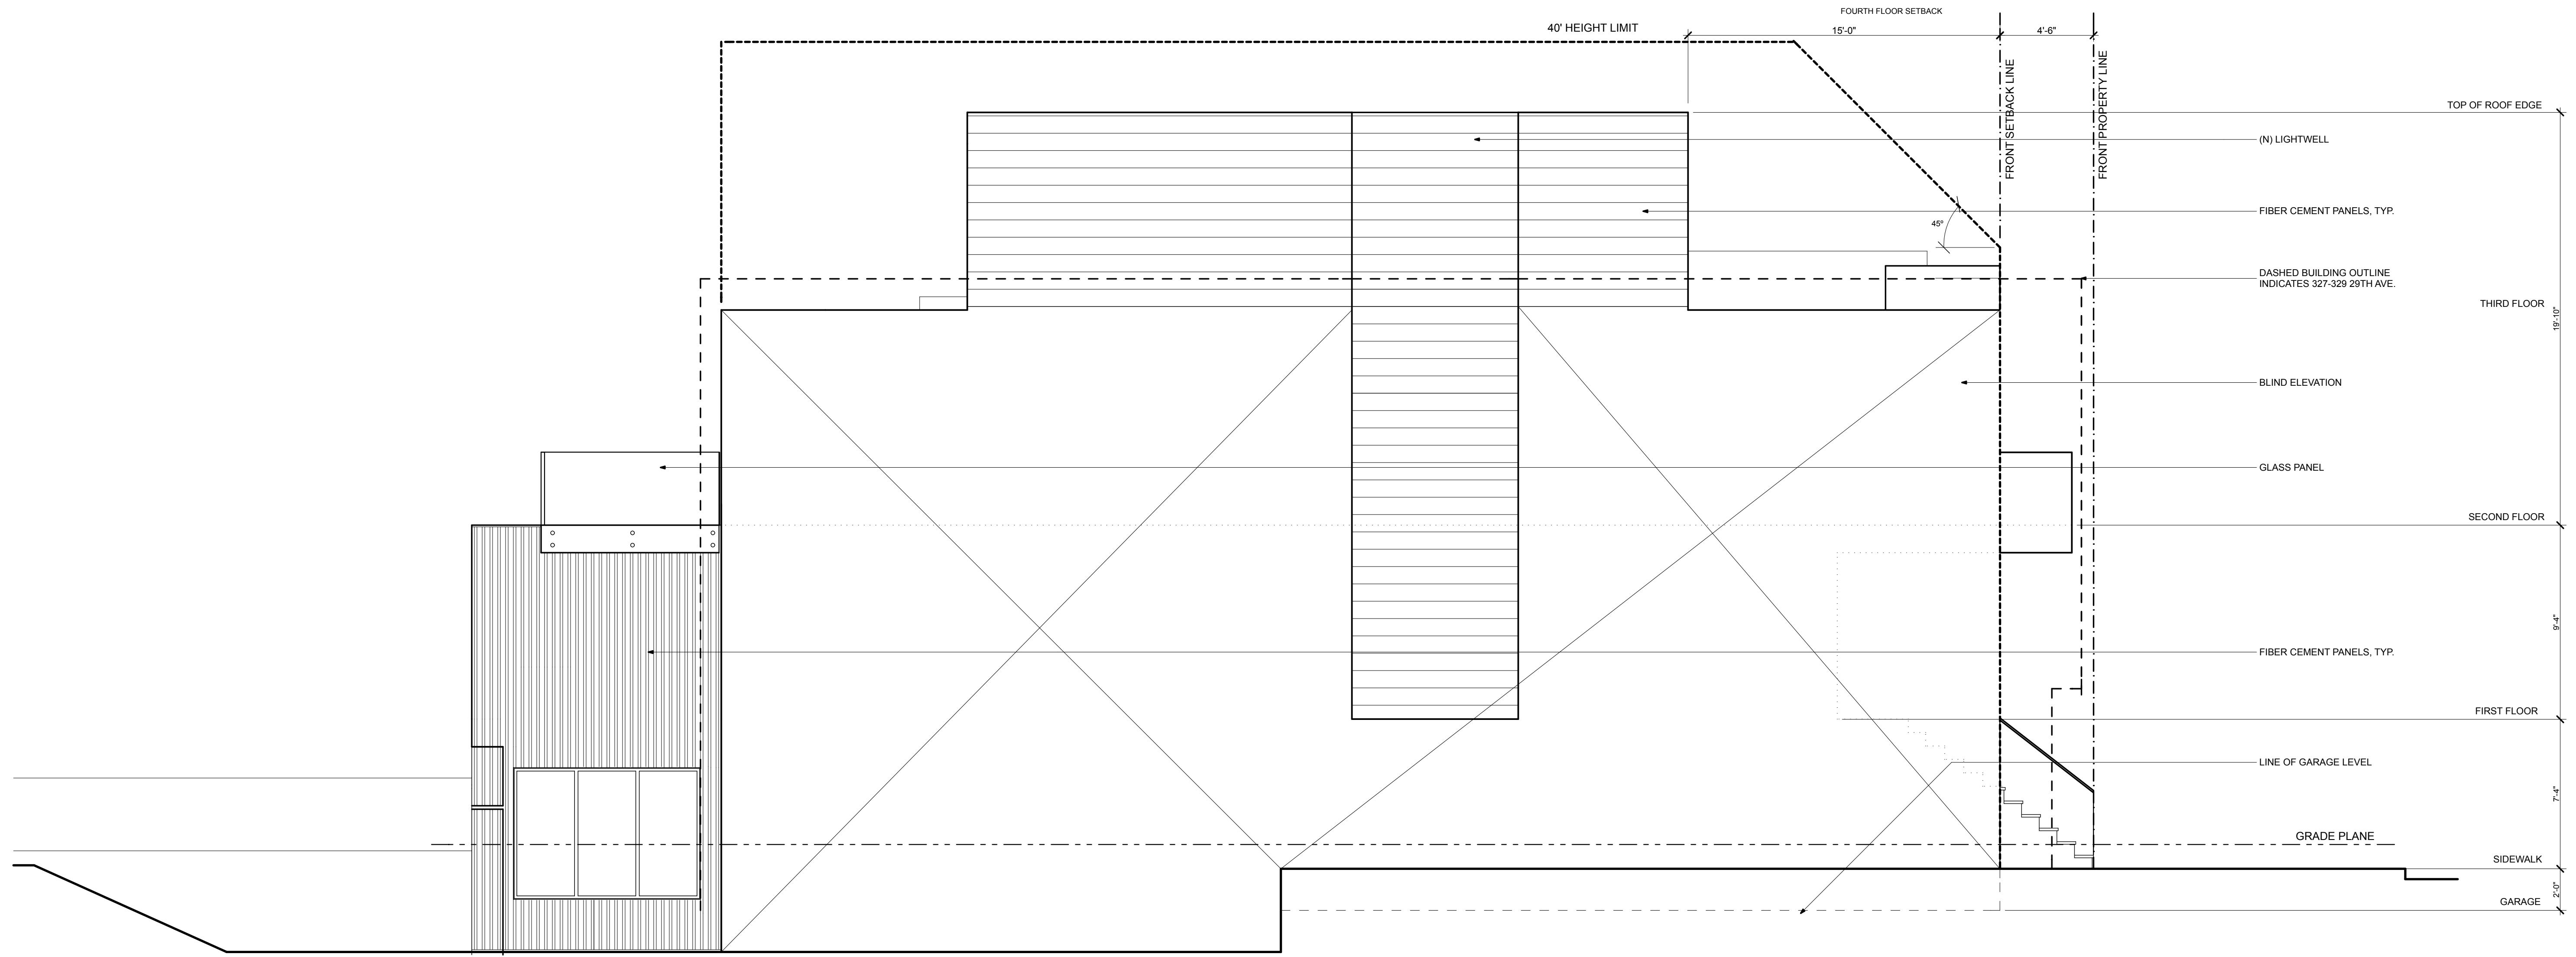 FOURTH FLOOR SETBACK
40' HEIGHT LIMIT
15'-0"
4'-6"
FRONT SETBACK LINE
FRONT PROPERTY LINE
TOP OF ROOF EDGE
(N) LIGHTWELL
FIBER CEMENT PANELS, TYP.
45°
DASHED BUILDING OUTLINE
INDICATES 327-329 29TH AVE.
THIRD FLOOR
19'-10"
BLIND ELEVATION
GLASS PANEL
SECOND FLOOR
9'-4"
FIBER CEMENT PANELS, TYP.
FIRST FLOOR
LINE OF GARAGE LEVEL
7'-4"
GRADE PLANE
SIDEWALK
2'-0"
GARAGE